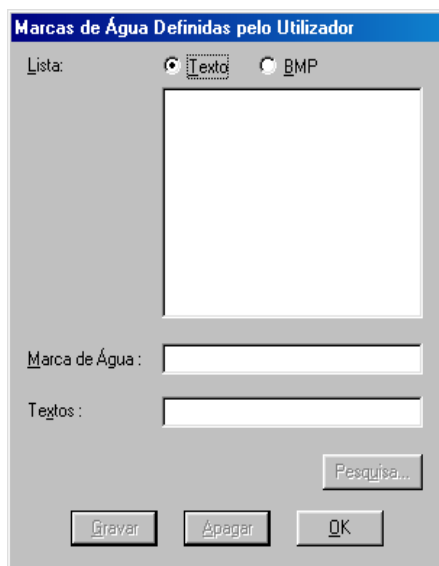 Marcas de Água Definidas pelo Utilizador
Lista: Texto BMP
Marca de Água :
Textos :
Pesquisa...
Gravar Apagar OK